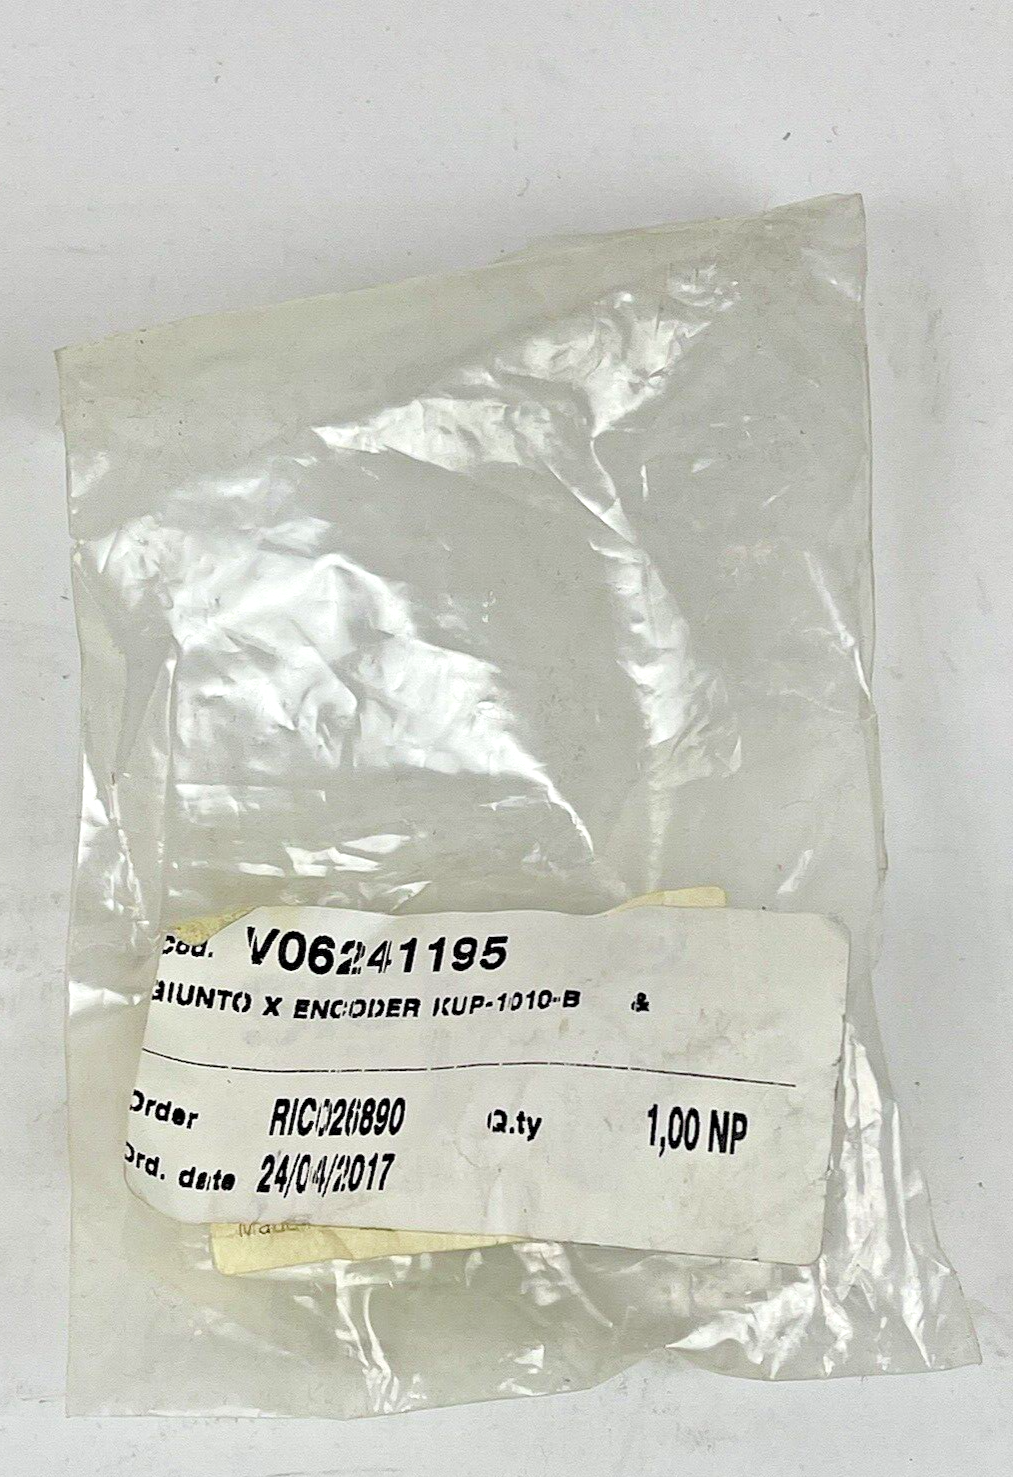 Cod. V06241195
GIUNTO X ENCODER KUP-1010-B &
Order RIC026890 Q.ty 1,00 NP
Ord. date 24/04/2017